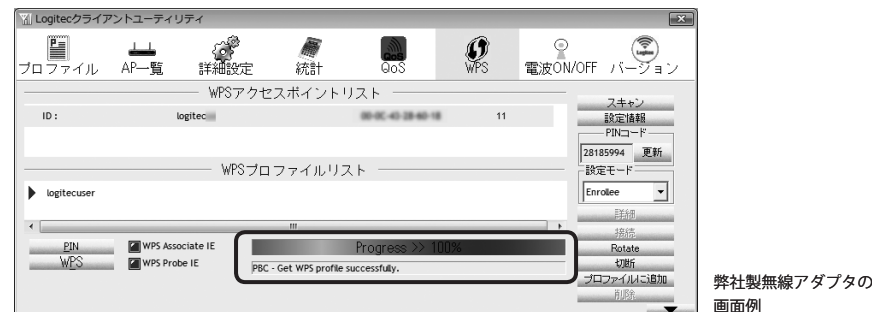 Logitecクライアントユーティリティ
プロファイル AP一覧 詳細設定 統計 QoS WPS 電波ON/OFF バージョン
WPSアクセスポイントリスト
ID : logitec 11
スキャン
設定情報
PINコード
28185994 更新
設定モード
Enrollee
詳細
接続
Rotate
切断
プロファイルに追加
削除
WPSプロファイルリスト
logitecuser
PIN
WPS
WPS Associate IE
WPS Probe IE
Progress >> 100%
PBC - Get WPS profile successfully.
弊社製無線アダプタの
画面例